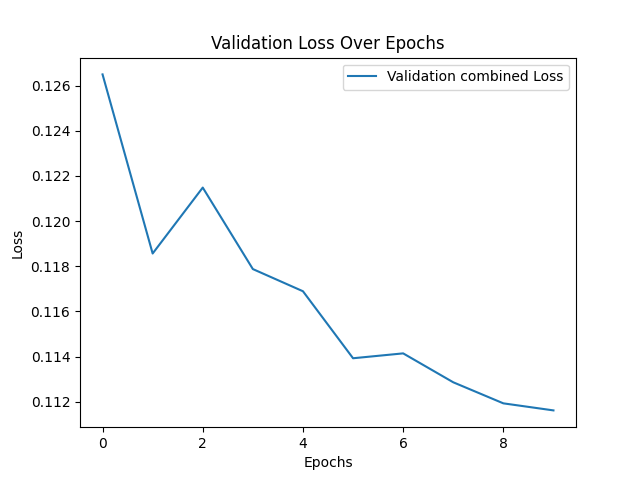 Validation Loss Over Epochs
Validation combined Loss
0.126
0.124
0.122
0.120
0.118
0.116
0.114
0.112
Loss
0 2 4 6 8
Epochs